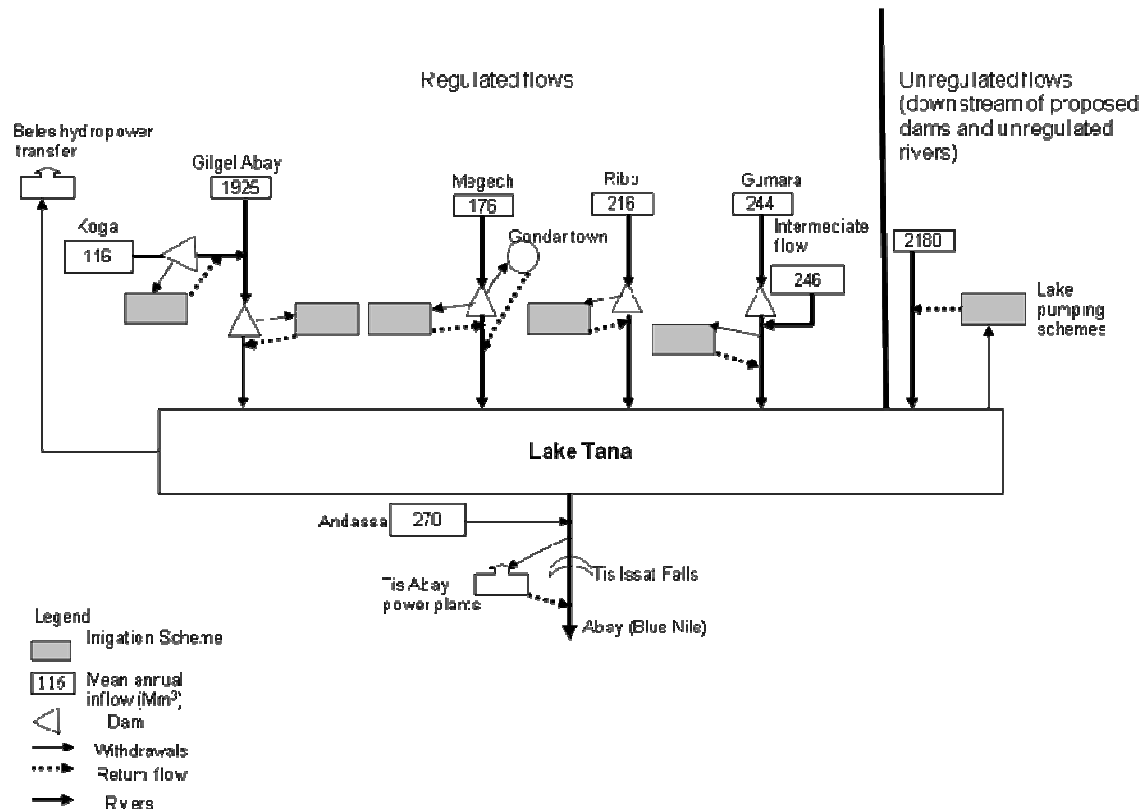 Regulated flows
Unregulated flows
(downstream of proposed
dams and unregulated
rivers)
Beles hydropower
transfer
Gilgel Abay
1925
Megech
176
Ribb
216
Gumara
244
Koga
116
Gondar town
Intermediate
flow
246
2180
Lake
pumping
schemes
Lake Tana
Andassa
270
Tis Abay
power plants
Tis Issat Falls
Abay (Blue Nile)
Legend
Irrigation Scheme
116
Mean annual
inflow (Mm³)
Dam
Withdrawals
Return flow
Rivers